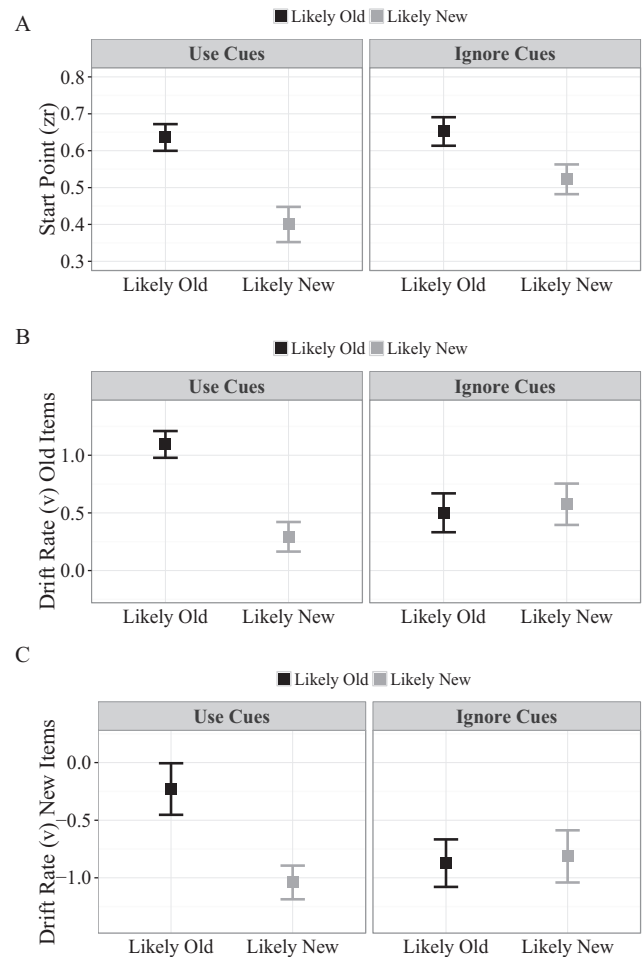 A
Likely Old Likely New
Use Cues Ignore Cues
Start Point (zr)
0.8
0.7
0.6
0.5
0.4
0.3
Likely Old Likely New Likely Old Likely New
B
Likely Old Likely New
Use Cues Ignore Cues
Drift Rate (v) Old Items
1.0
0.5
0.0
Likely Old Likely New Likely Old Likely New
C
Likely Old Likely New
Use Cues Ignore Cues
Drift Rate (v) New Items
0.0
−0.5
−1.0
Likely Old Likely New Likely Old Likely New